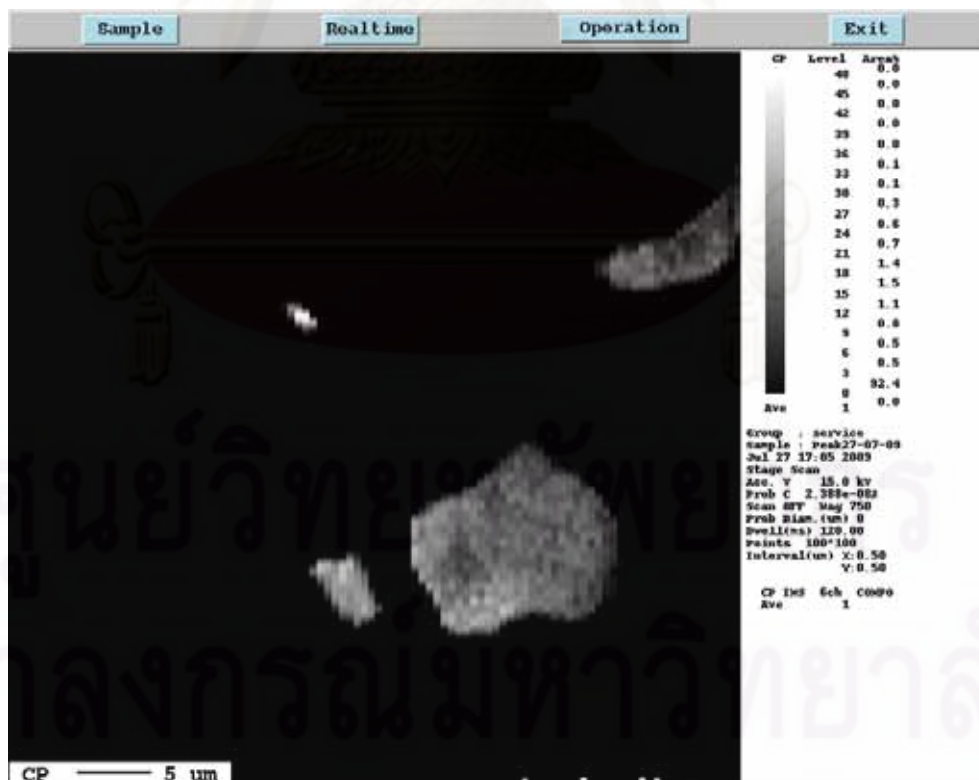 Sample Realtime Operation Exit
CP Level Area%
48 0.0
45 0.0
42 0.0
39 0.0
36 0.0
33 0.1
30 0.1
27 0.3
24 0.6
21 0.7
18 1.4
15 1.5
12 1.1
9 0.8
6 0.5
3 0.5
0 92.4
Ave 1 0.0
Group : service
Sample : Peak27-07-09
Jul 27 17:05 2009
Stage Scan
Acc. V 15.0 kV
Prob C 2.388e-08A
Scan OFF Mag 750
Prob Diam.(um) 0
Dwell(ms) 120.00
Points 100*100
Interval(um) X:0.50
Y:0.50
CP IMS 6ch COMPO
Ave 1
ศูนย์วิทยทรัพยากร
าลงกรณ์มหาวิทยาลั
CP 5 um